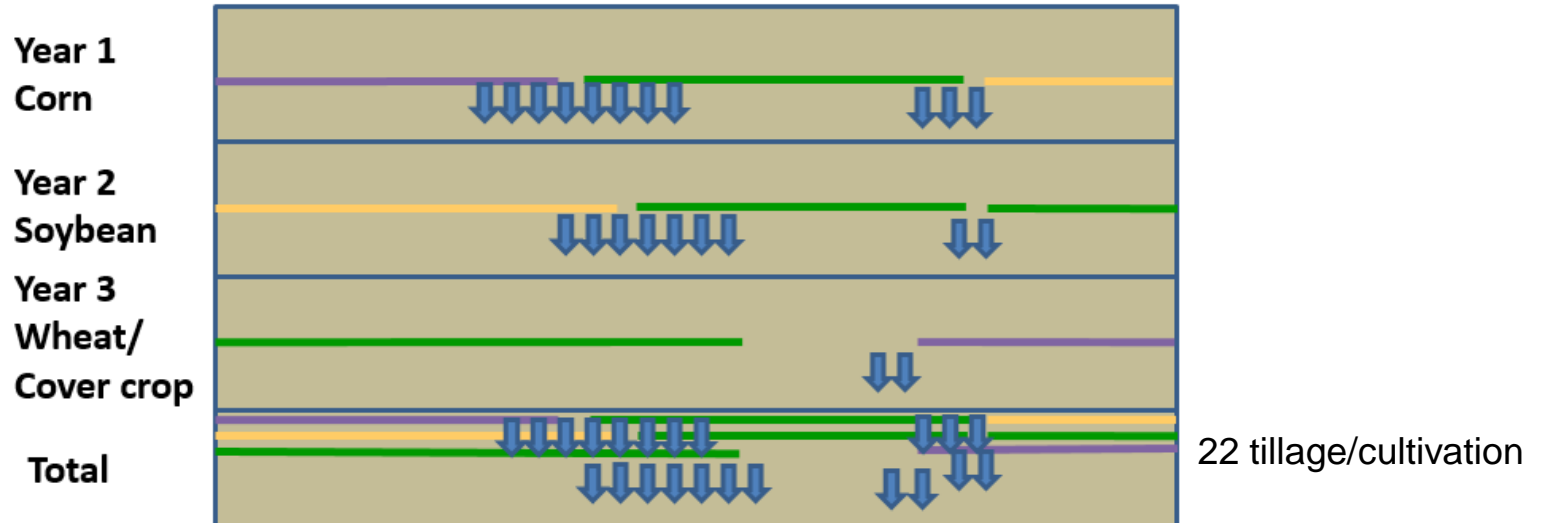 Year 1
Corn
Year 2
Soybean
Year 3
Wheat/
Cover crop
Total
22 tillage/cultivation